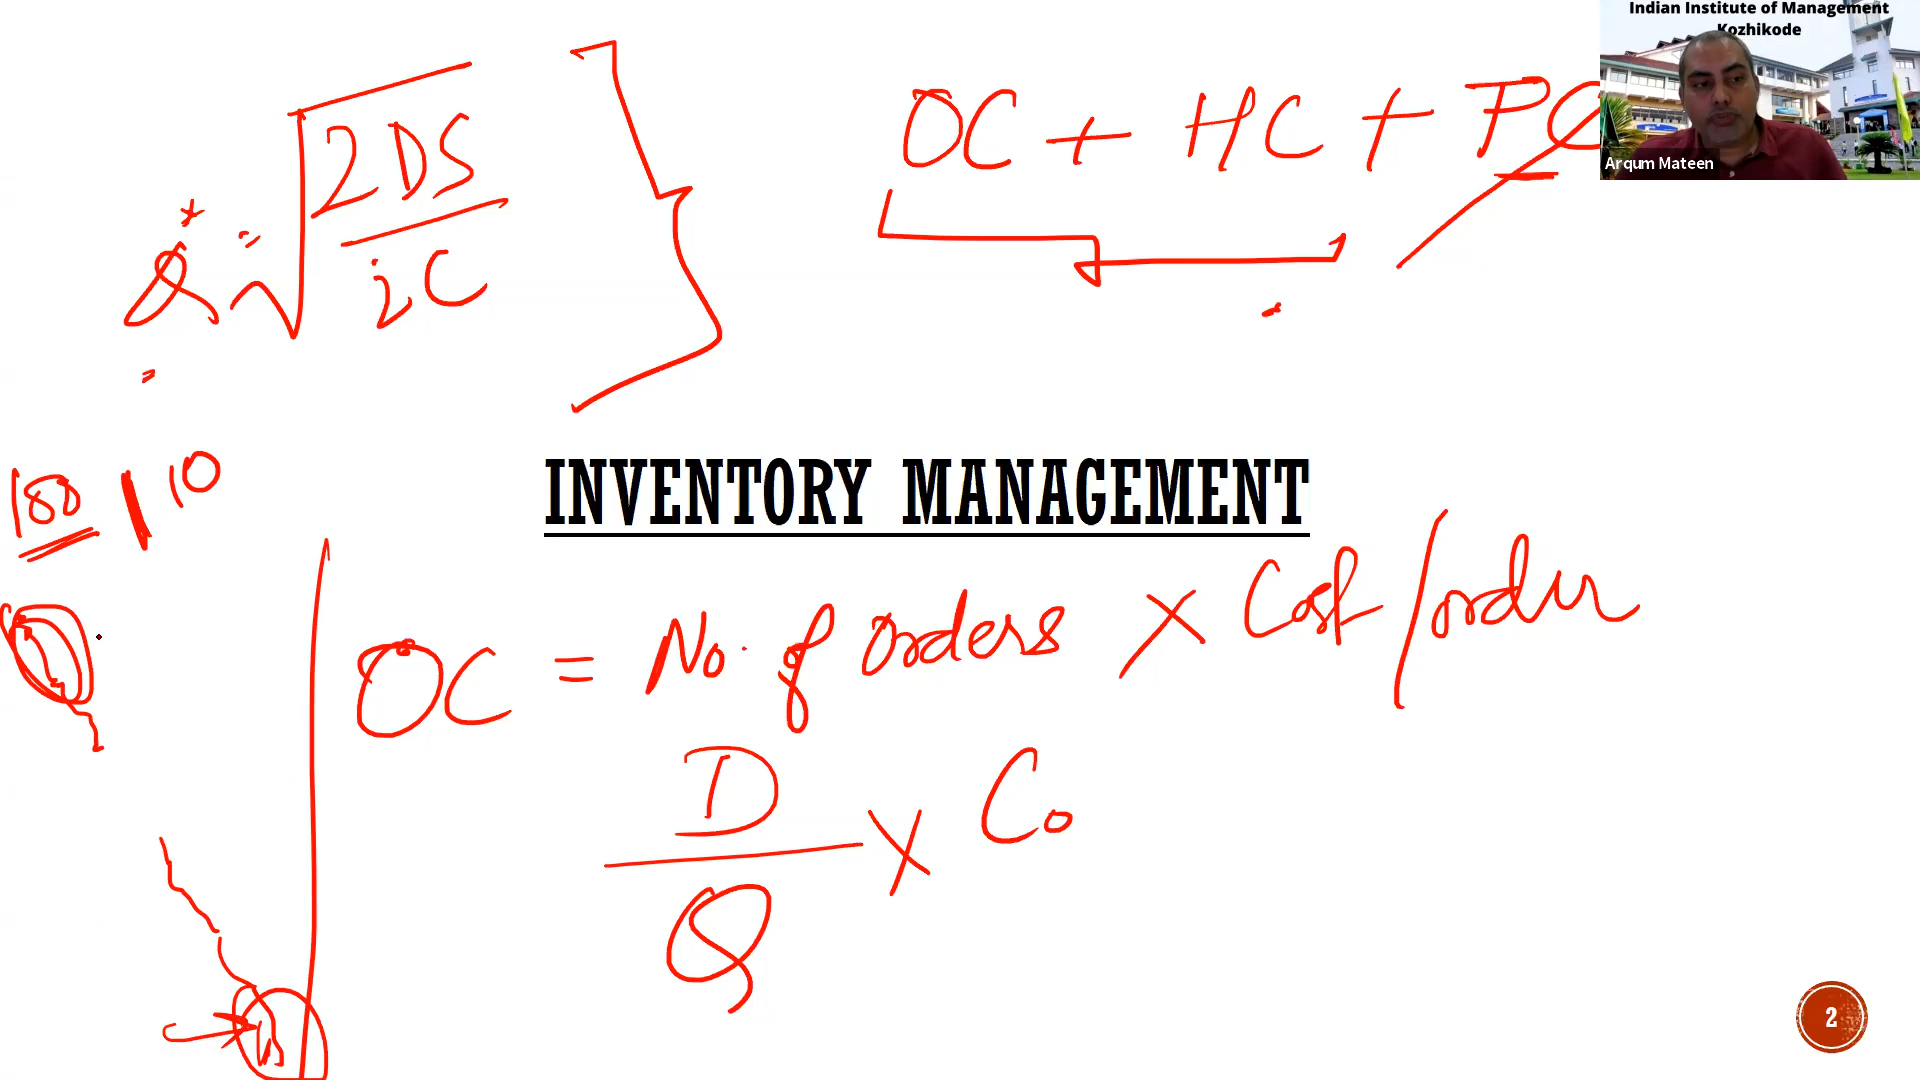 Indian Institute of Management
Kozhikode
Arqum Mateen
Q* = √ 2DS
iC
OC + HC + PC
INVENTORY MANAGEMENT
100 10
OC = No. of orders × Cost/order
D
Q
× Co
2